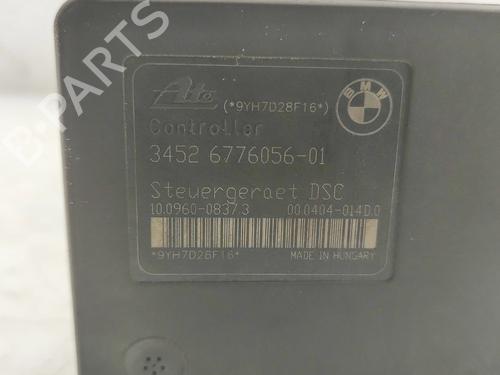 B-PARTS
Ate
(*9YH7D28F16*)
BMW
Controller
3452 6776056-01
Steuergeraet DSC
10.0960-0837.3 00.0404-014D.0
*9YH7D28F16*
MADE IN HUNGARY